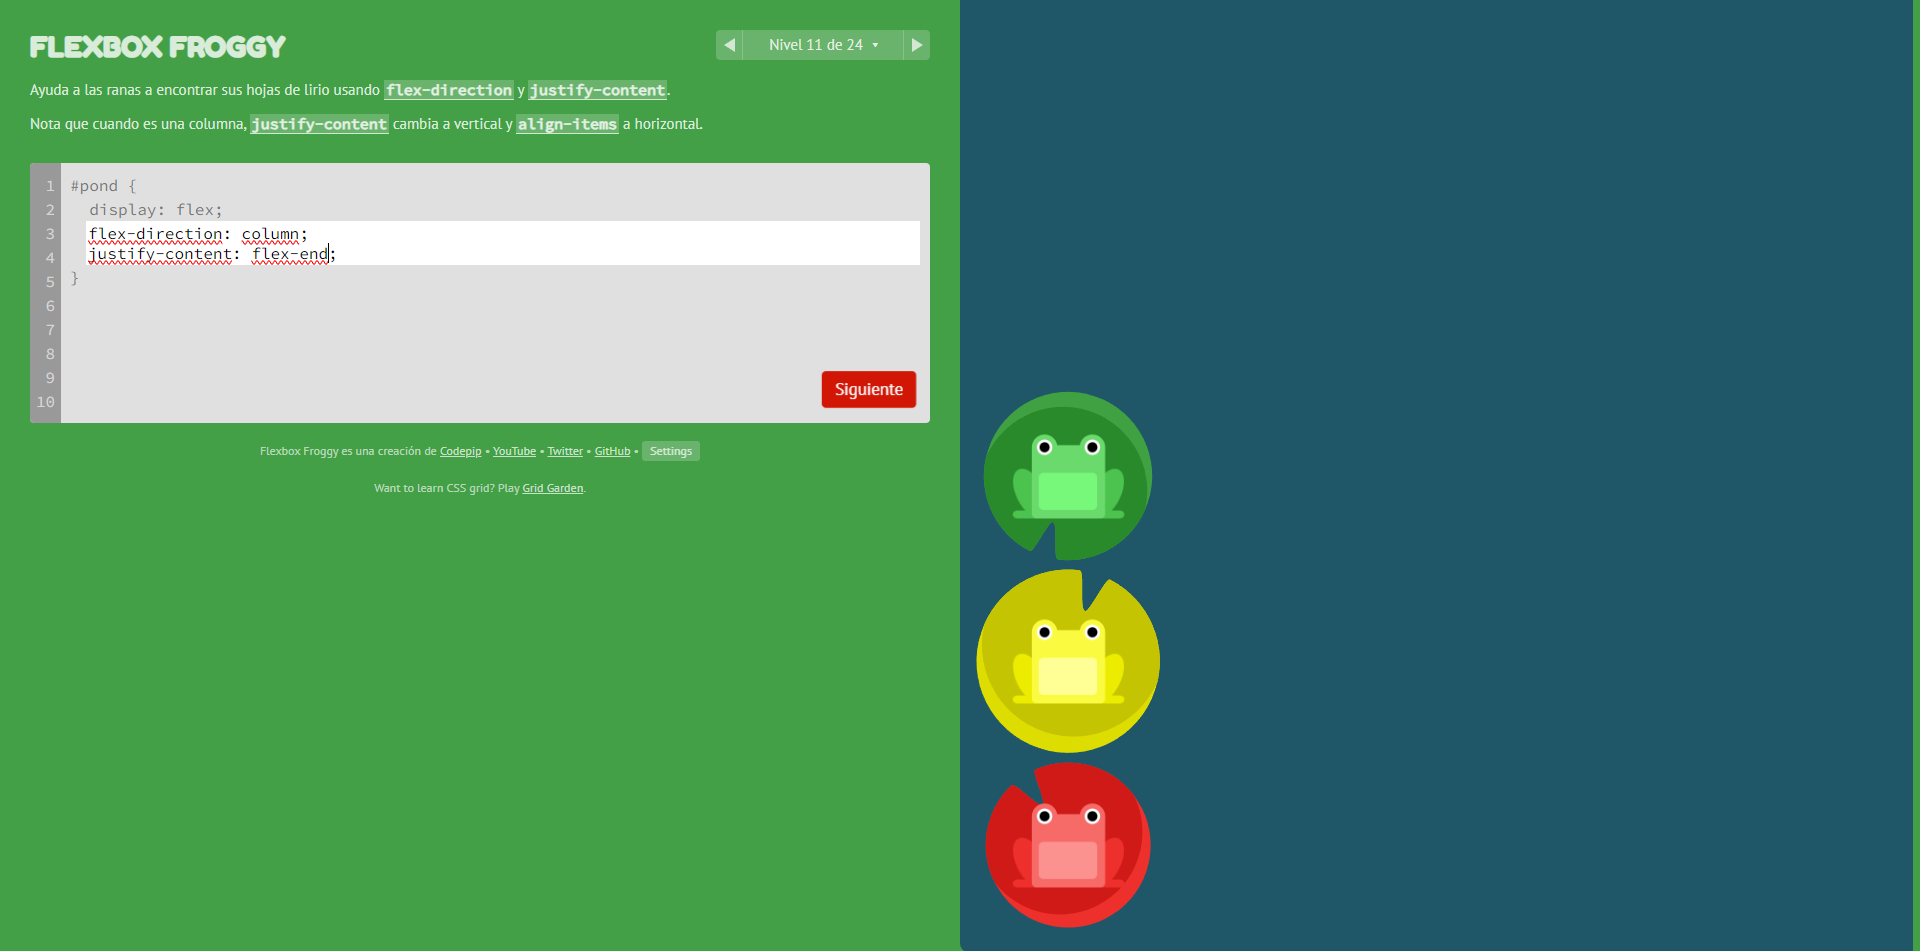 FLEXBOX FROGGY
Nivel 11 de 24
Ayuda a las ranas a encontrar sus hojas de lirio usando flex-direction y justify-content.
Nota que cuando es una columna, justify-content cambia a vertical y align-items a horizontal.
1 #pond {
2 display: flex;
3 flex-direction: column;
4 justify-content: flex-end;
5 }
6
7
8
9
10
Siguiente
Flexbox Froggy es una creación de Codepip • YouTube • Twitter • GitHub • Settings
Want to learn CSS grid? Play Grid Garden.